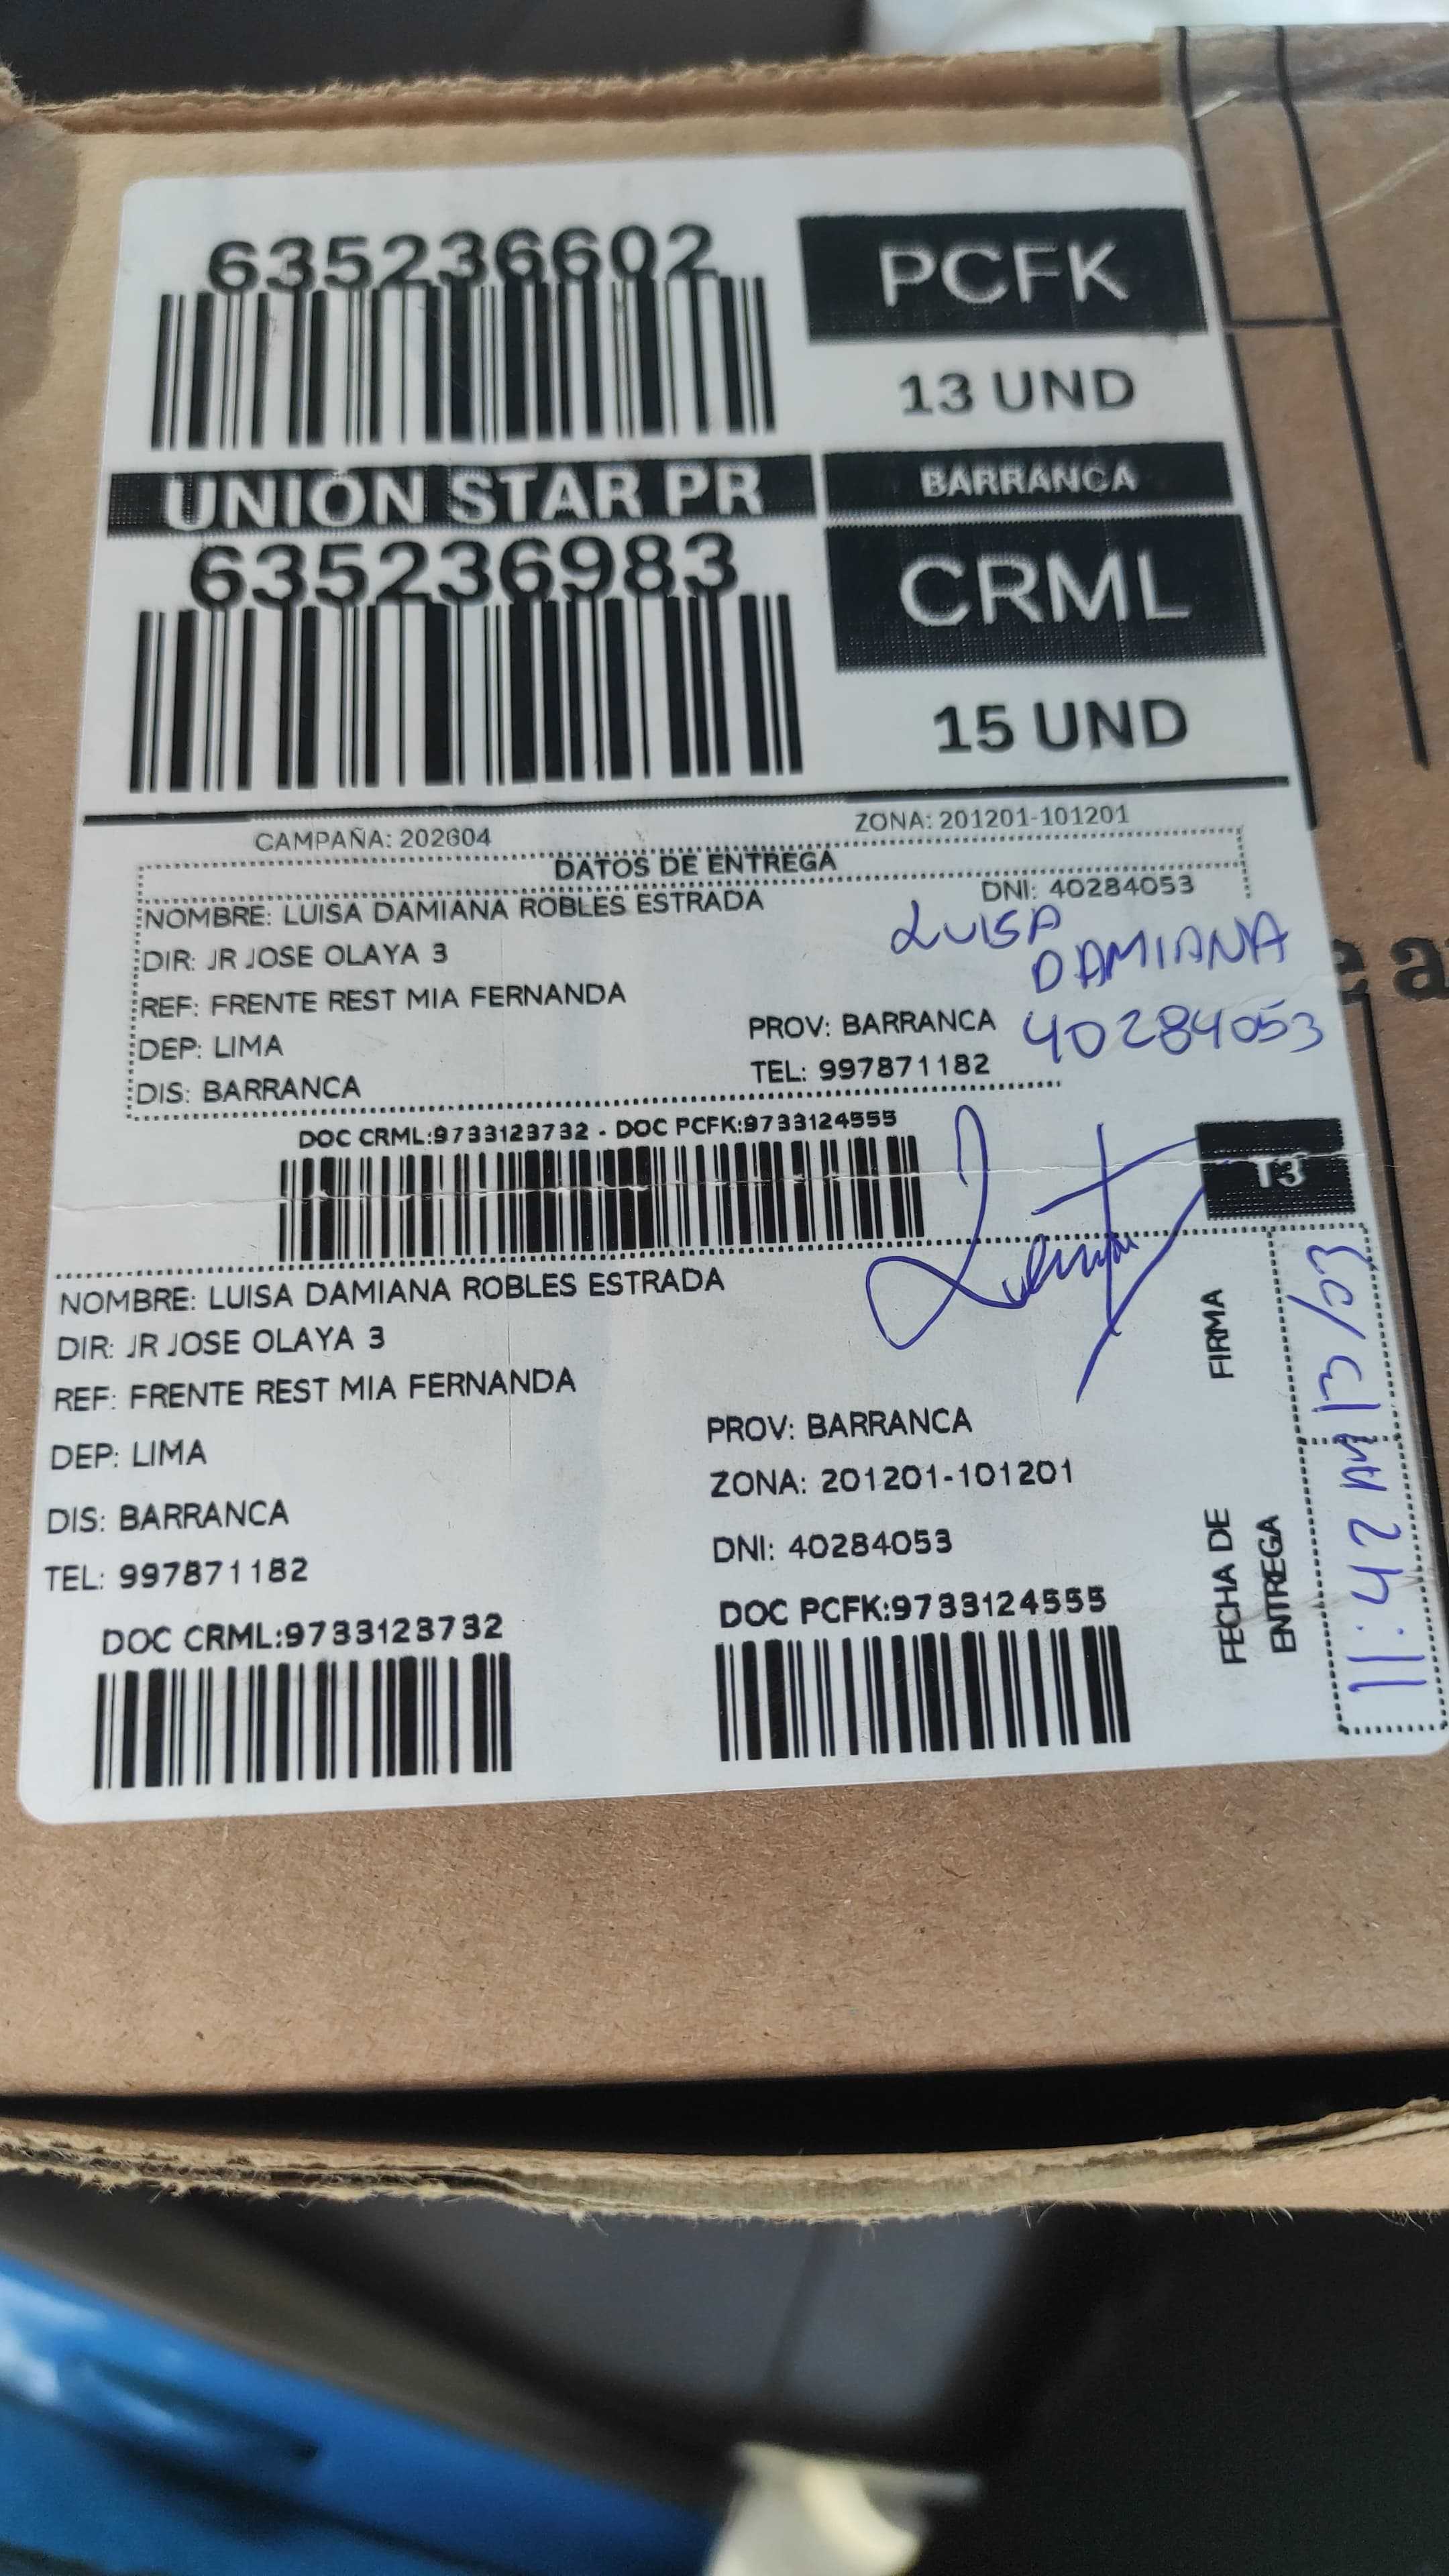 635236602
PCFK
13 UND
UNION STAR PR
BARRANCA
635236983
CRML
15 UND
CAMPAÑA: 202604
ZONA: 201201-101201
DATOS DE ENTREGA
NOMBRE: LUISA DAMIANA ROBLES ESTRADA
DNI: 40284053
DIR: JR JOSE OLAYA 3
REF: FRENTE REST MIA FERNANDA
DEP: LIMA
PROV: BARRANCA
DIS: BARRANCA
TEL: 997871182
LUISA
DAMIANA
40284053
DOC CRML:9733123732 - DOC PCFK:9733124555
T3
NOMBRE: LUISA DAMIANA ROBLES ESTRADA
DIR: JR JOSE OLAYA 3
REF: FRENTE REST MIA FERNANDA
DEP: LIMA
PROV: BARRANCA
DIS: BARRANCA
ZONA: 201201-101201
TEL: 997871182
DNI: 40284053
DOC CRML:9733123732
DOC PCFK:9733124555
FIRMA
FECHA DE
ENTREGA
11:42 AM
e a